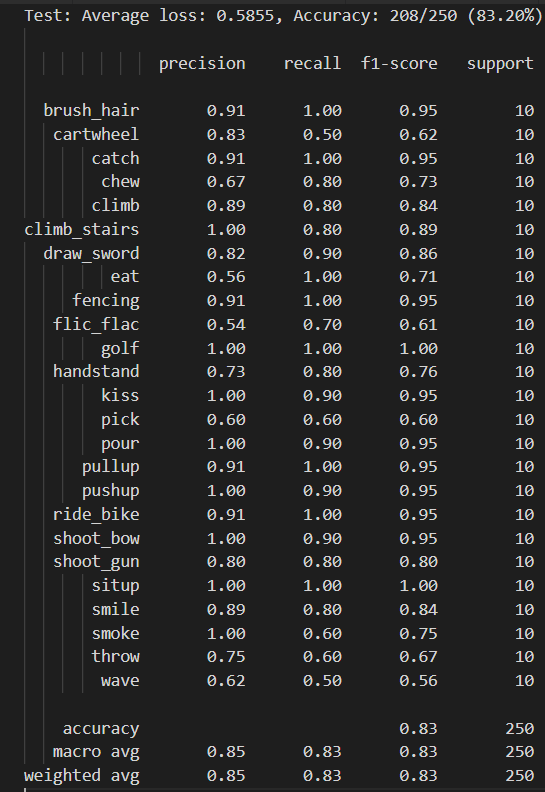 Test: Average loss: 0.5855, Accuracy: 208/250 (83.20%)
precision recall f1-score support
brush_hair 0.91 1.00 0.95 10
cartwheel 0.83 0.50 0.62 10
catch 0.91 1.00 0.95 10
chew 0.67 0.80 0.73 10
climb 0.89 0.80 0.84 10
climb_stairs 1.00 0.80 0.89 10
draw_sword 0.82 0.90 0.86 10
eat 0.56 1.00 0.71 10
fencing 0.91 1.00 0.95 10
flic_flac 0.54 0.70 0.61 10
golf 1.00 1.00 1.00 10
handstand 0.73 0.80 0.76 10
kiss 1.00 0.90 0.95 10
pick 0.60 0.60 0.60 10
pour 1.00 0.90 0.95 10
pullup 0.91 1.00 0.95 10
pushup 1.00 0.90 0.95 10
ride_bike 0.91 1.00 0.95 10
shoot_bow 1.00 0.90 0.95 10
shoot_gun 0.80 0.80 0.80 10
situp 1.00 1.00 1.00 10
smile 0.89 0.80 0.84 10
smoke 1.00 0.60 0.75 10
throw 0.75 0.60 0.67 10
wave 0.62 0.50 0.56 10
accuracy 0.83 250
macro avg 0.85 0.83 0.83 250
weighted avg 0.85 0.83 0.83 250